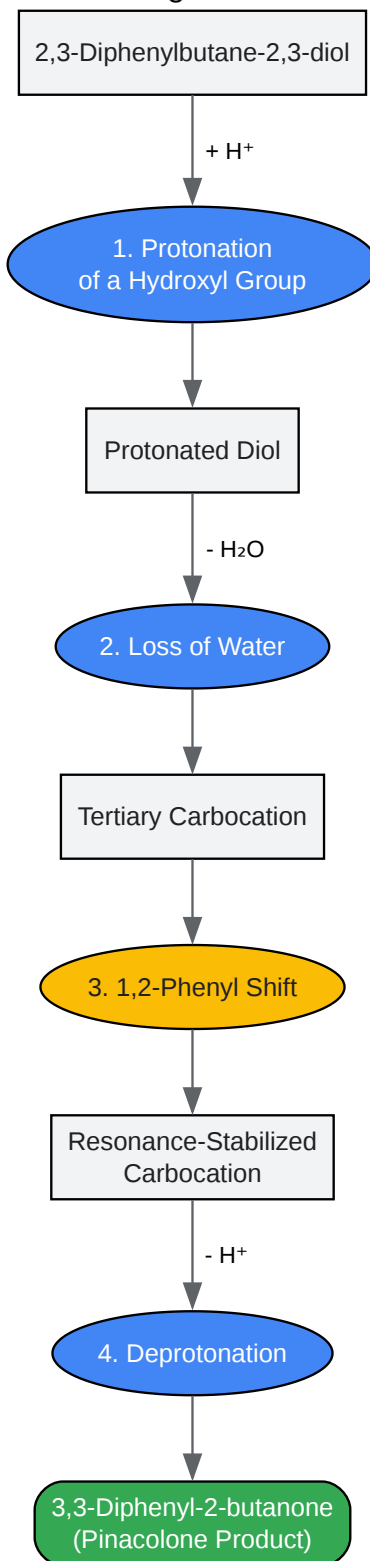 2,3-Diphenylbutane-2,3-diol
+ H⁺
1. Protonation
of a Hydroxyl Group
Protonated Diol
- H₂O
2. Loss of Water
Tertiary Carbocation
3. 1,2-Phenyl Shift
Resonance-Stabilized
Carbocation
- H⁺
4. Deprotonation
3,3-Diphenyl-2-butanone
(Pinacolone Product)